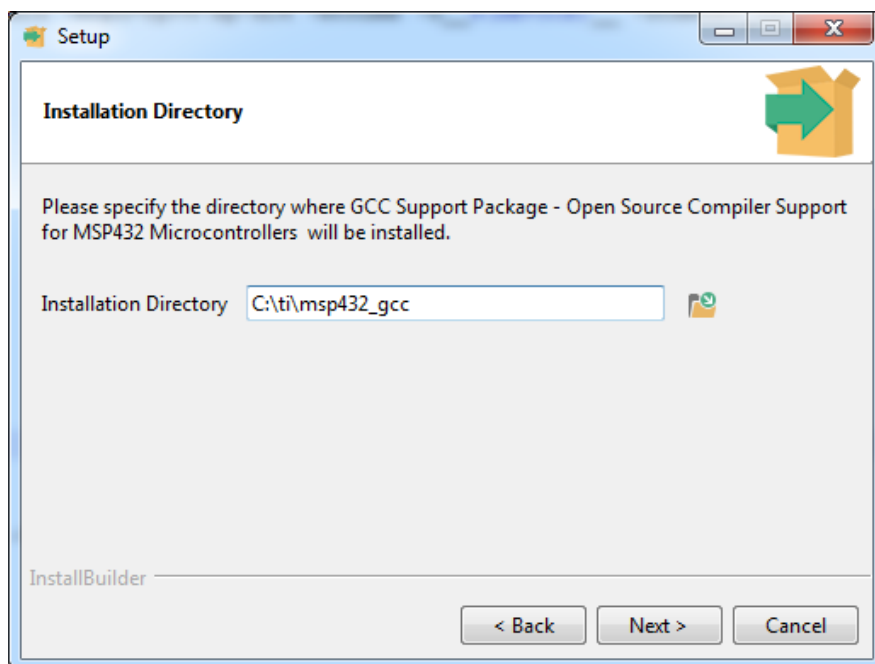 Setup
Installation Directory
Please specify the directory where GCC Support Package - Open Source Compiler Support
for MSP432 Microcontrollers will be installed.
Installation Directory C:\ti\msp432_gcc
InstallBuilder
< Back Next > Cancel